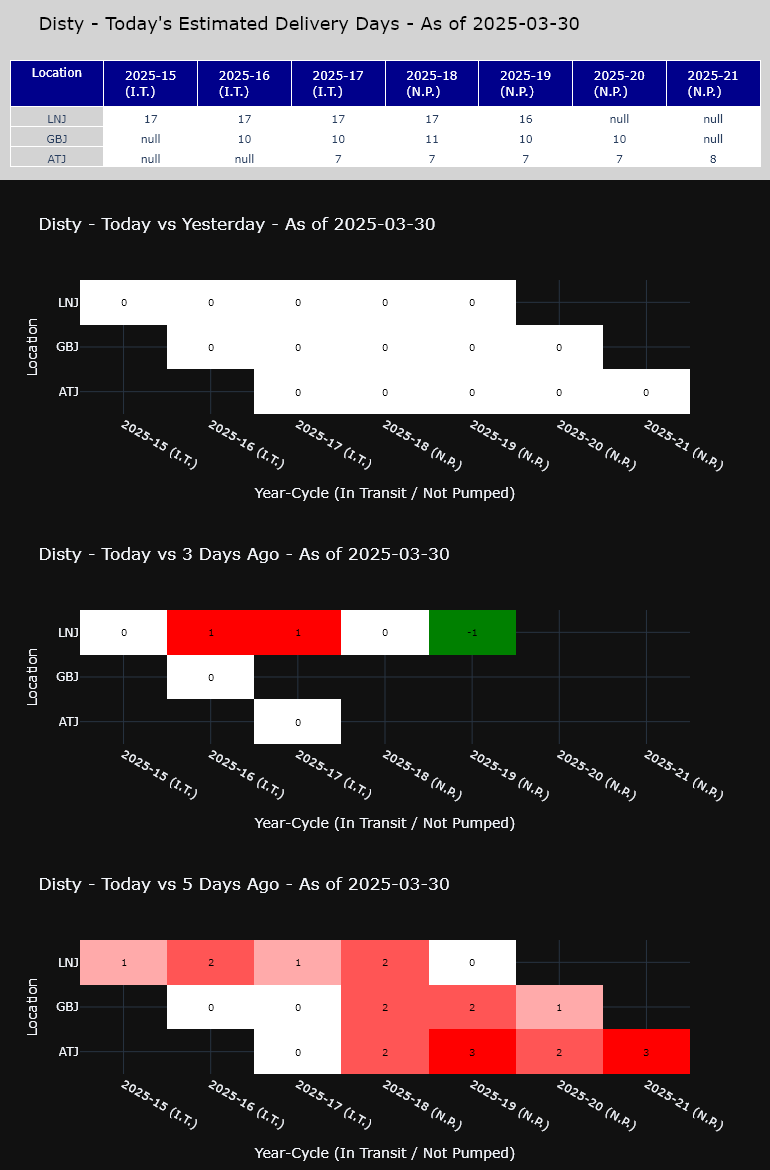 Disty - Today's Estimated Delivery Days - As of 2025-03-30
Location 2025-15 (I.T.) 2025-16 (I.T.) 2025-17 (I.T.) 2025-18 (N.P.) 2025-19 (N.P.) 2025-20 (N.P.) 2025-21 (N.P.)
LNJ 17 17 17 17 16 null null
GBJ null 10 10 11 10 10 null
ATJ null null 7 7 7 7 8
Disty - Today vs Yesterday - As of 2025-03-30
Location
LNJ 0 0 0 0 0
GBJ 0 0 0 0 0
ATJ 0 0 0 0 0
2025-15 (I.T.) 2025-16 (I.T.) 2025-17 (I.T.) 2025-18 (N.P.) 2025-19 (N.P.) 2025-20 (N.P.) 2025-21 (N.P.)
Year-Cycle (In Transit / Not Pumped)
Disty - Today vs 3 Days Ago - As of 2025-03-30
Location
LNJ 0 1 1 0 -1
GBJ 0
ATJ 0
2025-15 (I.T.) 2025-16 (I.T.) 2025-17 (I.T.) 2025-18 (N.P.) 2025-19 (N.P.) 2025-20 (N.P.) 2025-21 (N.P.)
Year-Cycle (In Transit / Not Pumped)
Disty - Today vs 5 Days Ago - As of 2025-03-30
Location
LNJ 1 2 1 2 0
GBJ 0 0 2 2 1
ATJ 0 2 3 2 3
2025-15 (I.T.) 2025-16 (I.T.) 2025-17 (I.T.) 2025-18 (N.P.) 2025-19 (N.P.) 2025-20 (N.P.) 2025-21 (N.P.)
Year-Cycle (In Transit / Not Pumped)